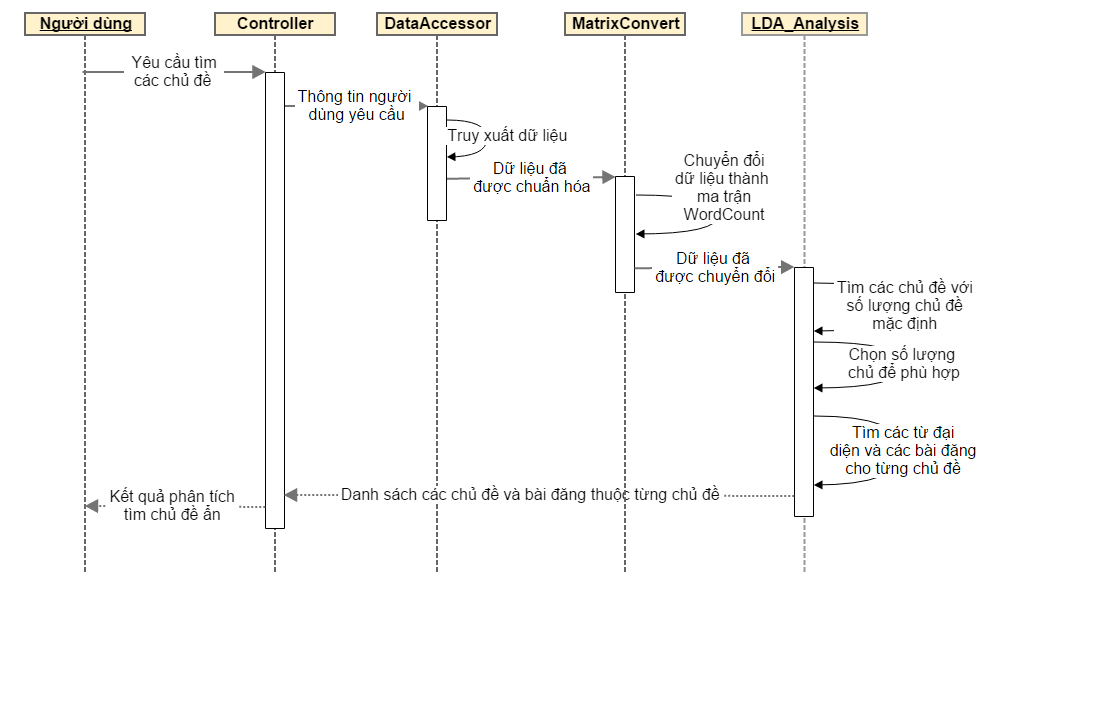 Người dùng
Controller
DataAccessor
MatrixConvert
LDA_Analysis
Yêu cầu tìm
các chủ đề
Thông tin người
dùng yêu cầu
Truy xuất dữ liệu
Dữ liệu đã
được chuẩn hóa
Chuyển đổi
dữ liệu thành
ma trận
WordCount
Dữ liệu đã
được chuyển đổi
Tìm các chủ đề với
số lượng chủ đề
mặc định
Chọn số lượng
chủ để phù hợp
Tìm các từ đại
diện và các bài đăng
cho từng chủ đề
Danh sách các chủ đề và bài đăng thuộc từng chủ đề
Kết quả phân tích
tìm chủ đề ẩn